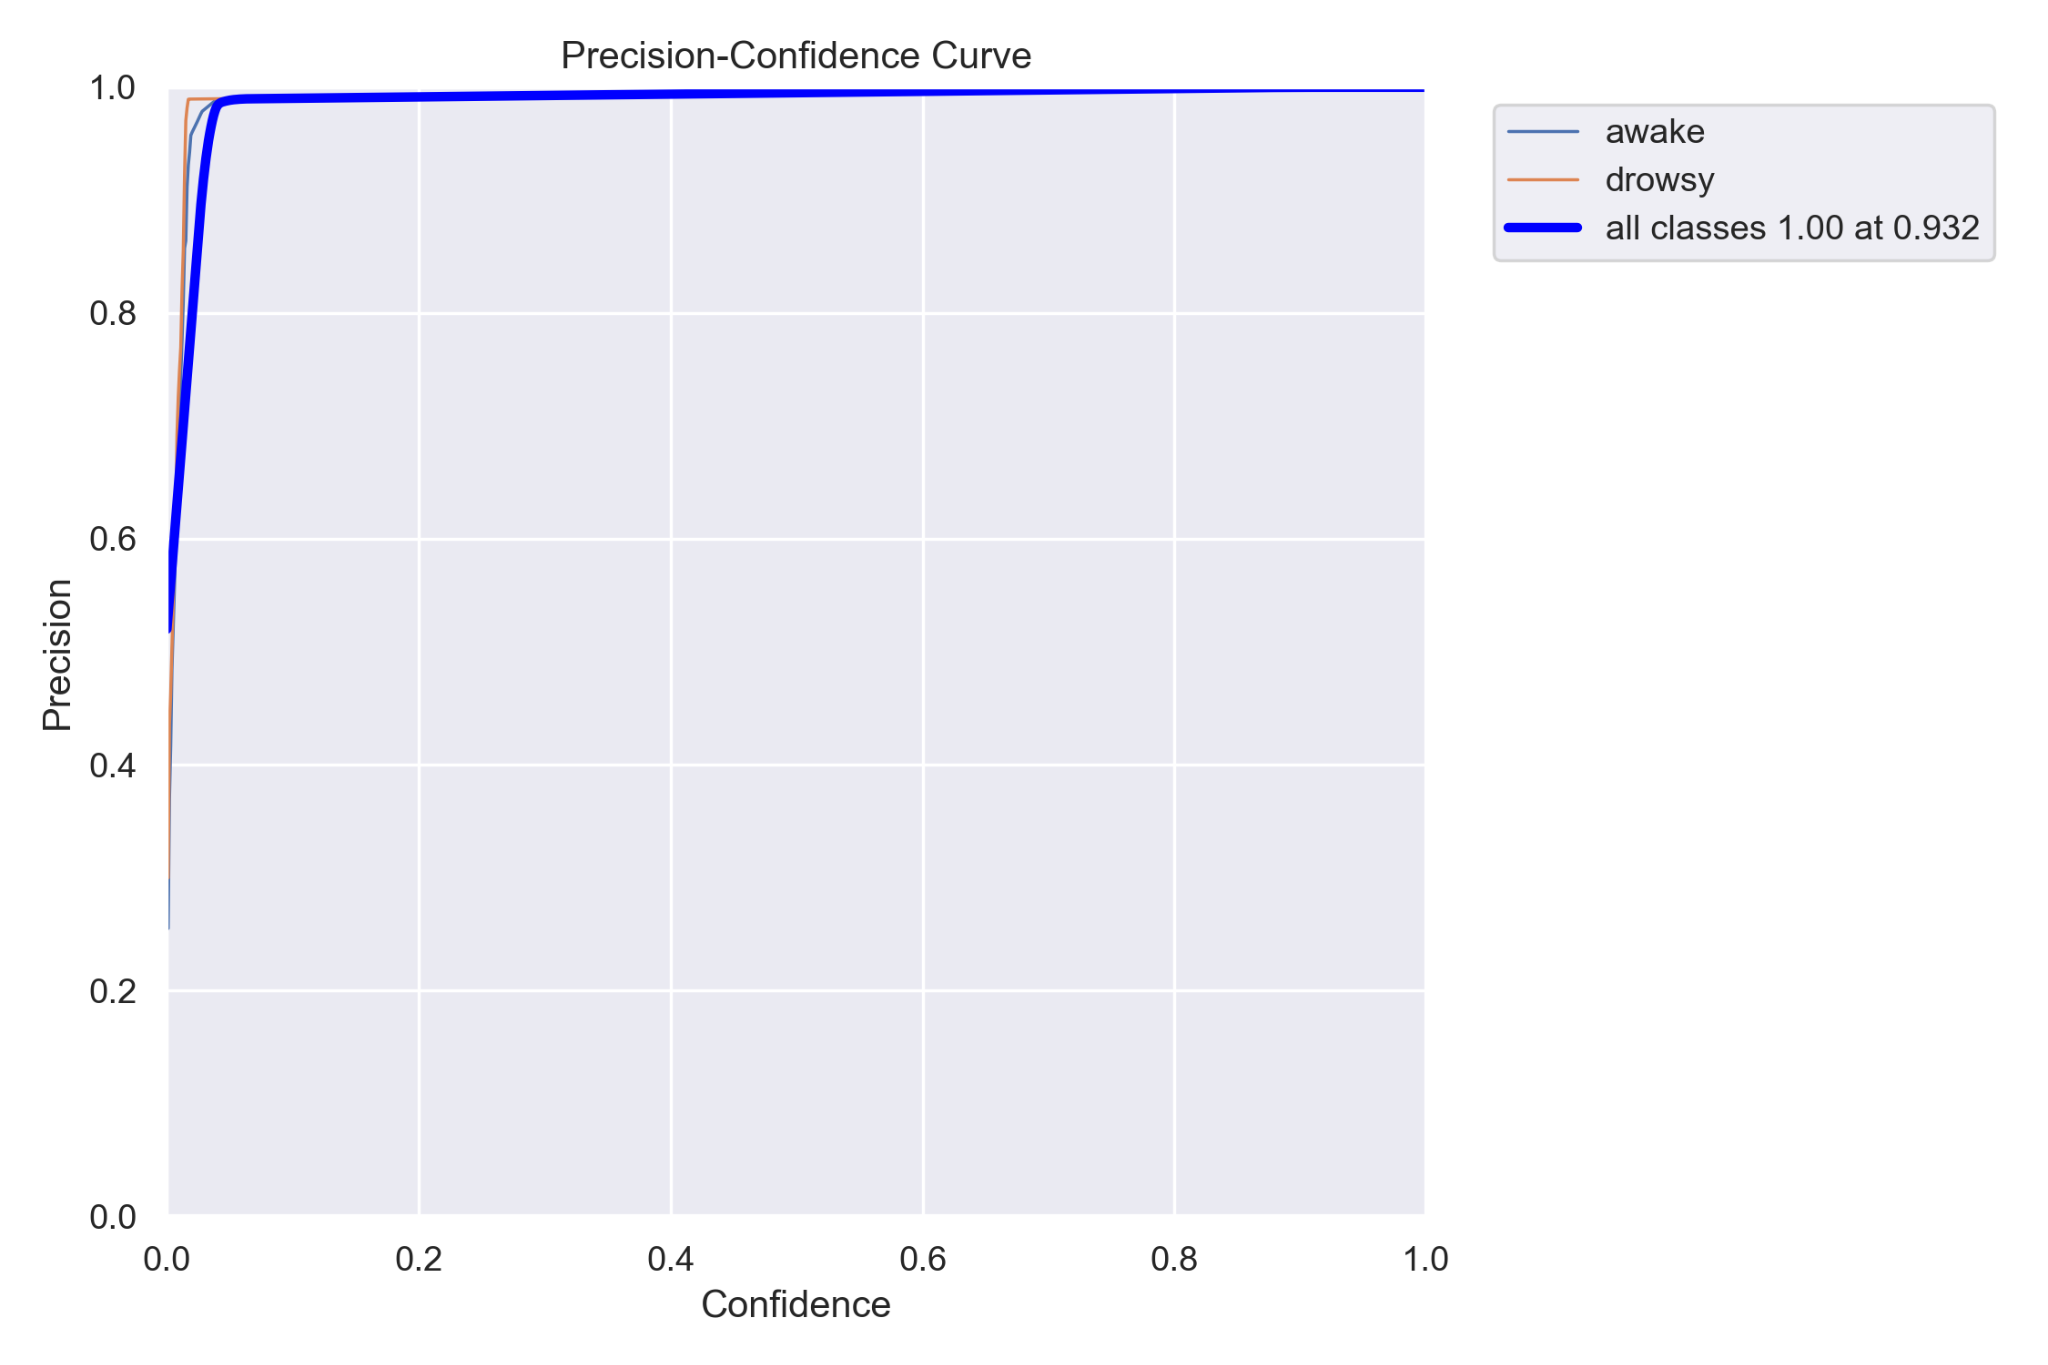 Precision-Confidence Curve
1.0
0.8
0.6
0.4
0.2
0.0
Precision
0.0 0.2 0.4 0.6 0.8 1.0
Confidence
awake
drowsy
all classes 1.00 at 0.932